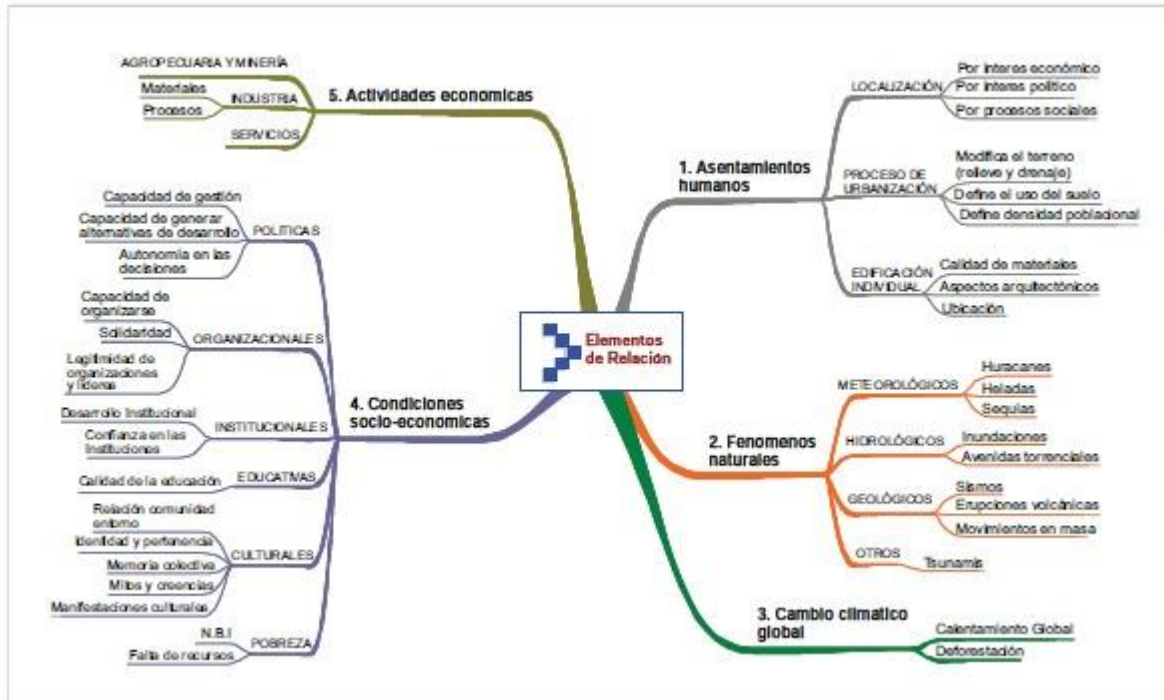 Elementos
de Relación
1. Asentamientos
humanos
LOCALIZACIÓN
Por interes económico
Por interes político
Por procesos sociales
PROCESO DE
URBANIZACIÓN
Modifica el terreno
(relieve y drenaje)
Define el uso del suelo
Define densidad poblacional
EDIFICACIÓN
INDIVIDUAL
Calidad de materiales
Aspectos arquitectónicos
Ubicación
2. Fenomenos
naturales
METEOROLÓGICOS
Huracanes
Heladas
Sequias
HIDROLÓGICOS
Inundaciones
Avenidas torrenciales
GEOLÓGICOS
Sismos
Erupciones volcánicas
Movimientos en masa
OTROS
Tsunamis
3. Cambio climatico
global
Calentamiento Global
Deforestación
4. Condiciones
socio-economicas
POLITICAS
Capacidad de gestión
Capacidad de generar
alternativas de desarrollo
Autonomía en las
decisiones
ORGANIZACIONALES
Capacidad de
organizarse
Solidaridad
Legitimidad de
organizaciones
y líderes
INSTITUCIONALES
Desarrollo Institucional
Confianza en las
Instituciones
EDUCATIVAS
Calidad de la educación
CULTURALES
Relación comunidad
entorno
Identidad y pertenencia
Memoria colectiva
Mitos y creencias
Manifestaciones culturales
POBREZA
N.B.I
Falta de recursos
5. Actividades economicas
AGROPECUARIA Y MINERÍA
INDUSTRIA
Materiales
Procesos
SERVICIOS